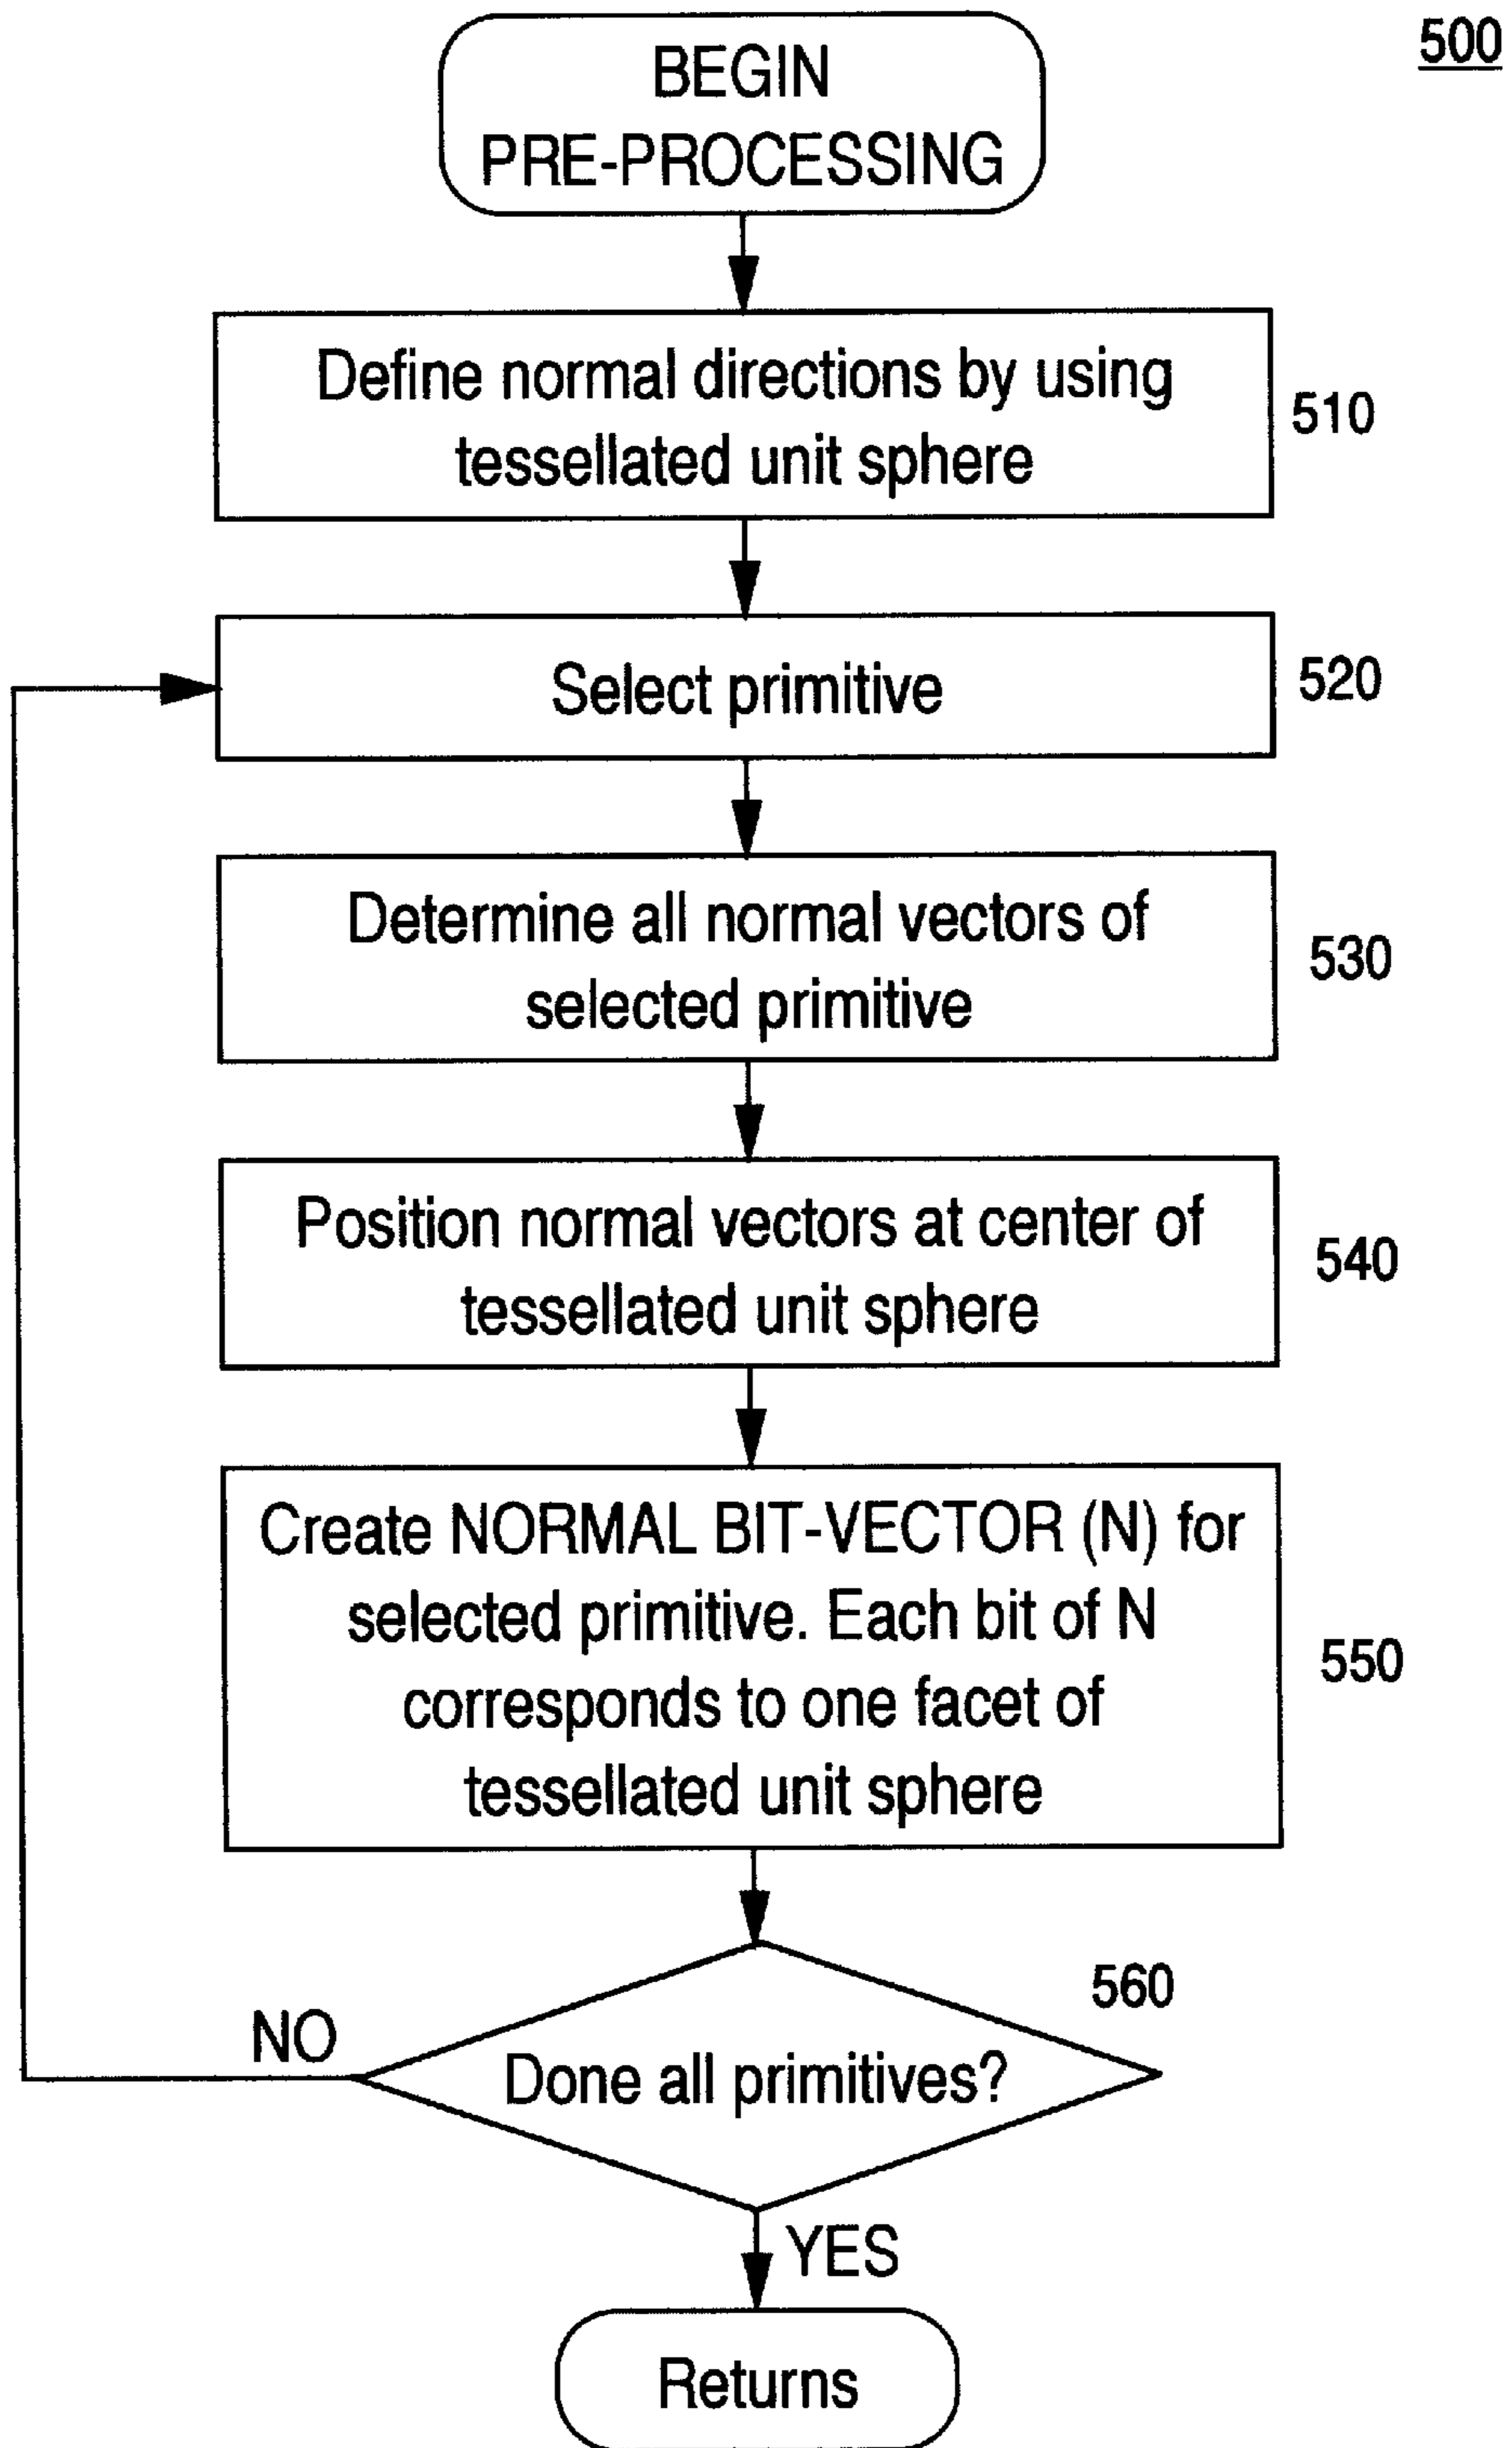 500
BEGIN
PRE-PROCESSING
Define normal directions by using
tessellated unit sphere
510
Select primitive
520
Determine all normal vectors of
selected primitive
530
Position normal vectors at center of
tessellated unit sphere
540
Create NORMAL BIT-VECTOR (N) for
selected primitive. Each bit of N
corresponds to one facet of
tessellated unit sphere
550
560
NO
Done all primitives?
YES
Returns